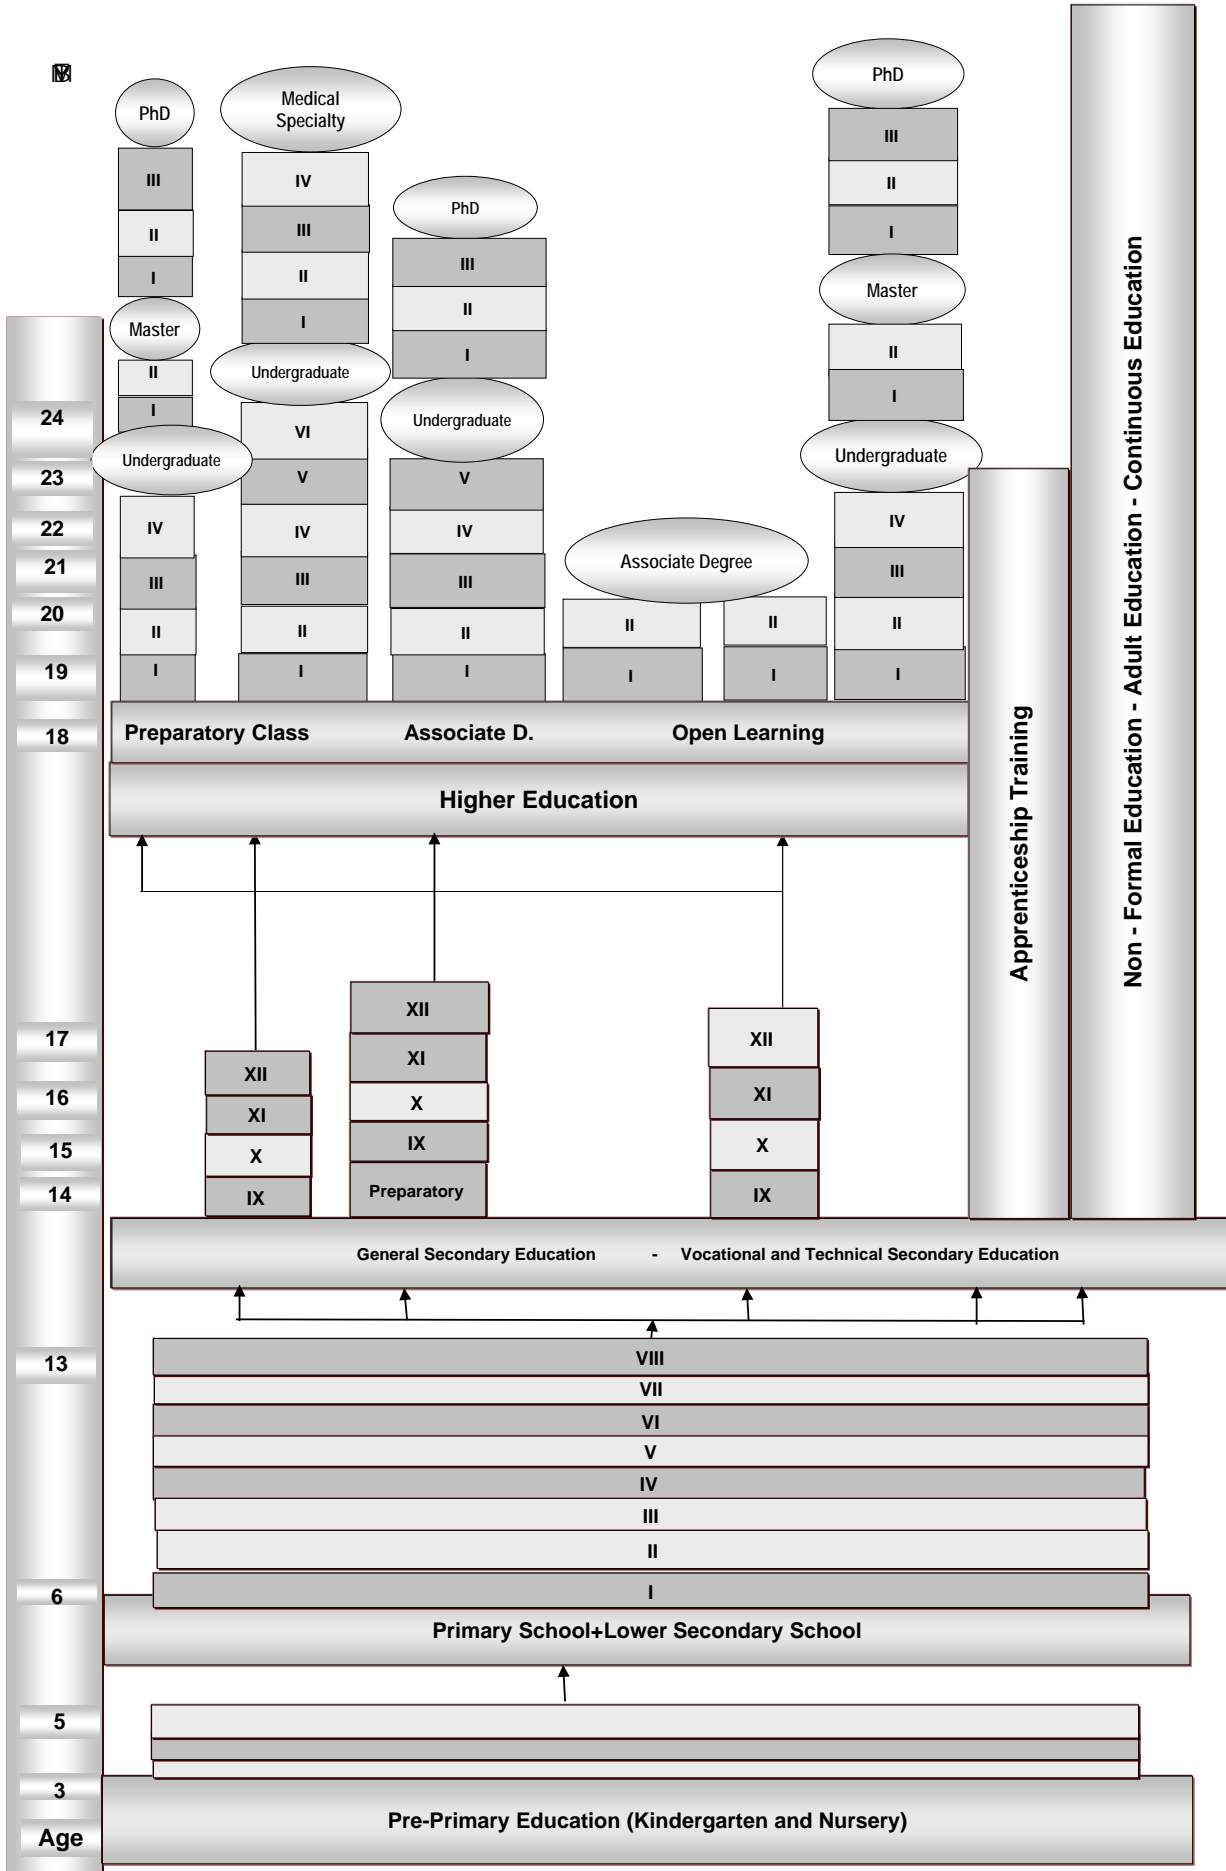 PhD
Medical
Specialty
PhD
III
II
I
Master
II
I
Undergraduate
IV
III
II
I
IV
III
II
I
Undergraduate
VI
V
IV
III
II
I
PhD
III
II
I
Undergraduate
V
IV
III
II
I
Associate Degree
II
I
II
I
PhD
III
II
I
Master
II
I
Undergraduate
IV
III
II
I
24
23
22
21
20
19
18
Preparatory Class Associate D. Open Learning
Higher Education
Apprenticeship Training
Non - Formal Education - Adult Education - Continuous Education
17
16
15
14
XII
XI
X
IX
XII
XI
X
IX
Preparatory
XII
XI
X
IX
General Secondary Education - Vocational and Technical Secondary Education
13
VIII
VII
VI
V
IV
III
II
I
6
Primary School+Lower Secondary School
5
3
Pre-Primary Education (Kindergarten and Nursery)
Age